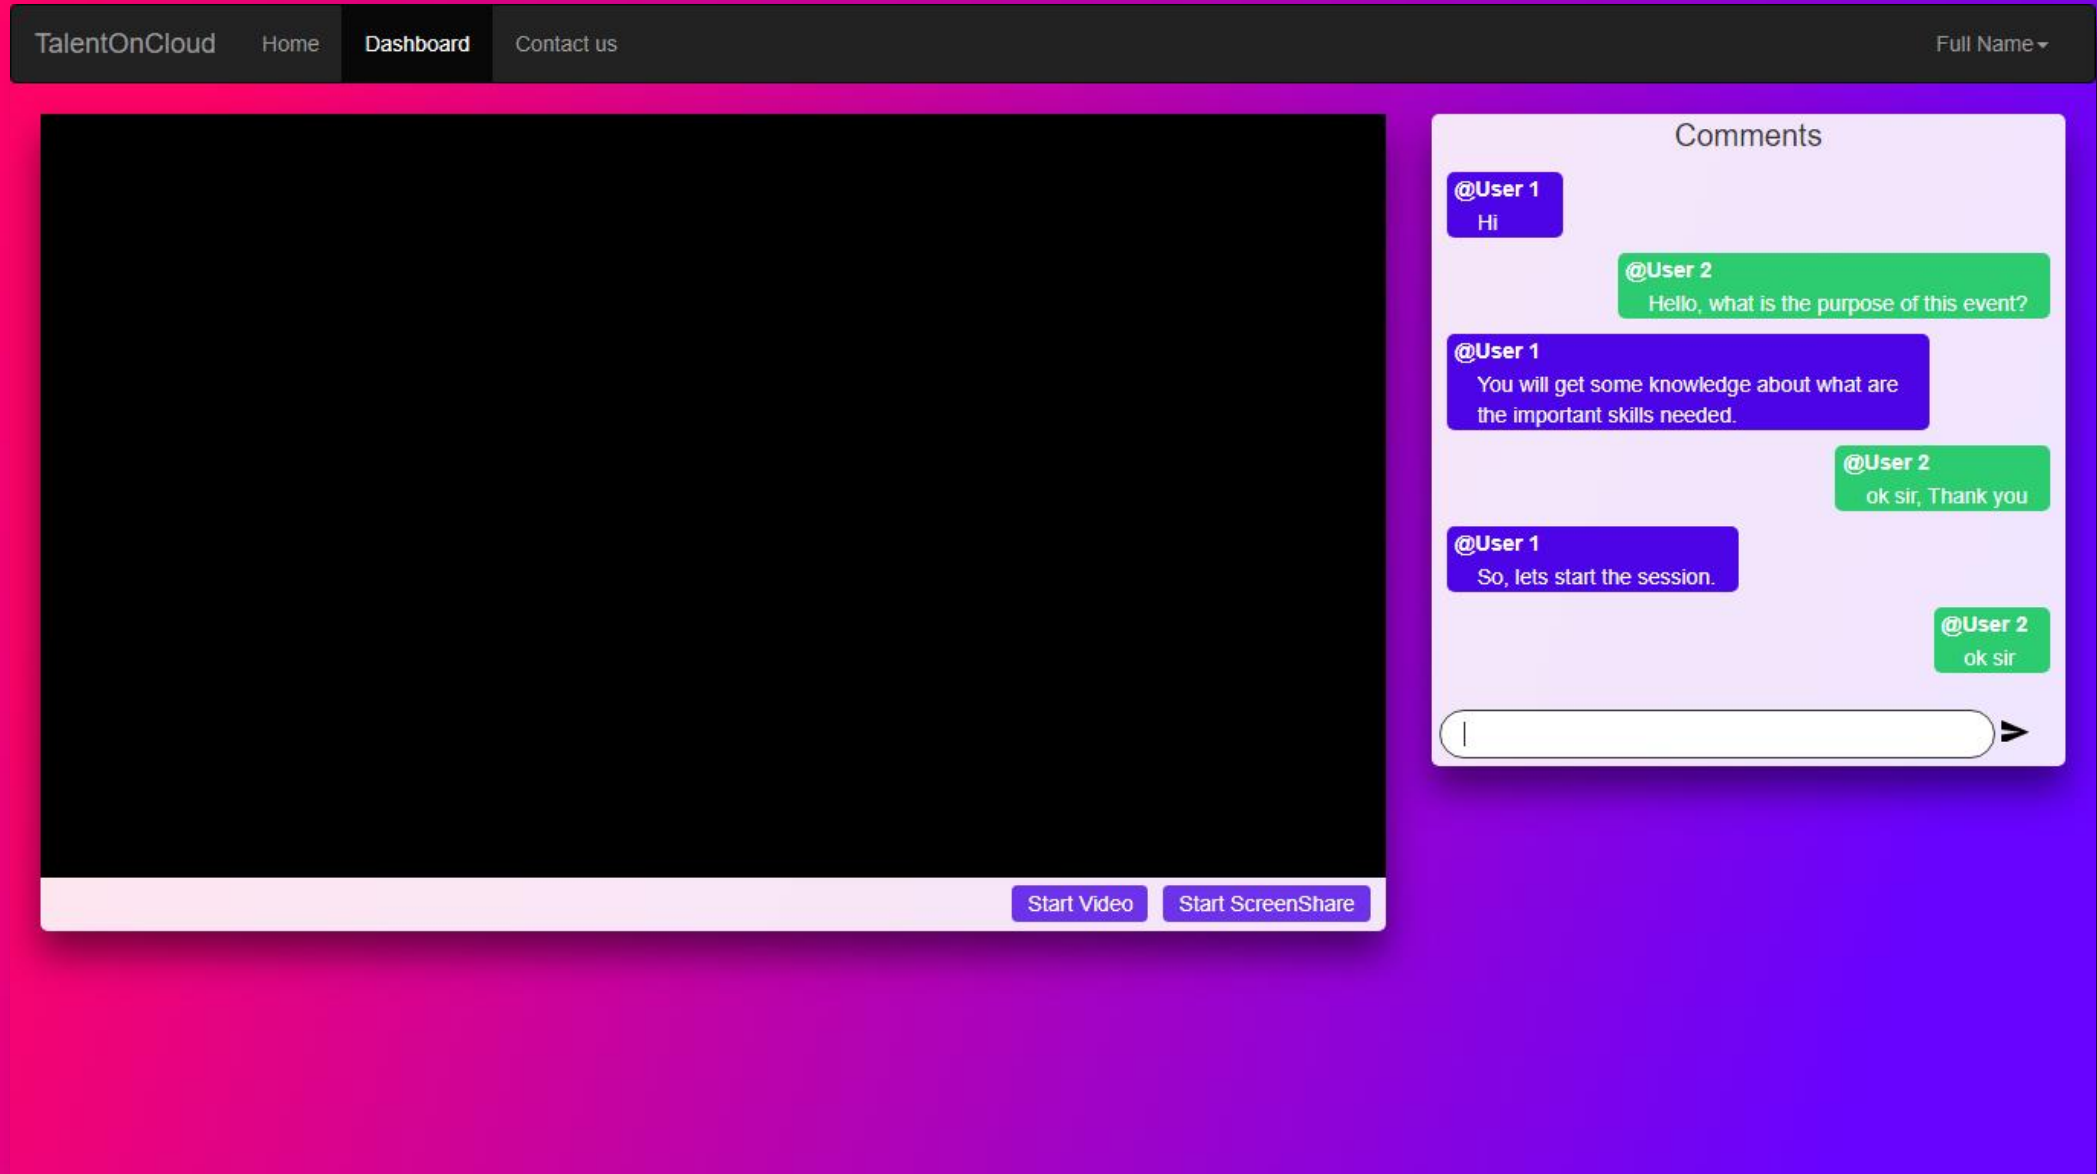 TalentOnCloud Home Dashboard Contact us Full Name
Comments
@User 1
Hi
@User 2
Hello, what is the purpose of this event?
@User 1
You will get some knowledge about what are
the important skills needed.
@User 2
ok sir, Thank you
@User 1
So, lets start the session.
@User 2
ok sir
Start Video Start ScreenShare